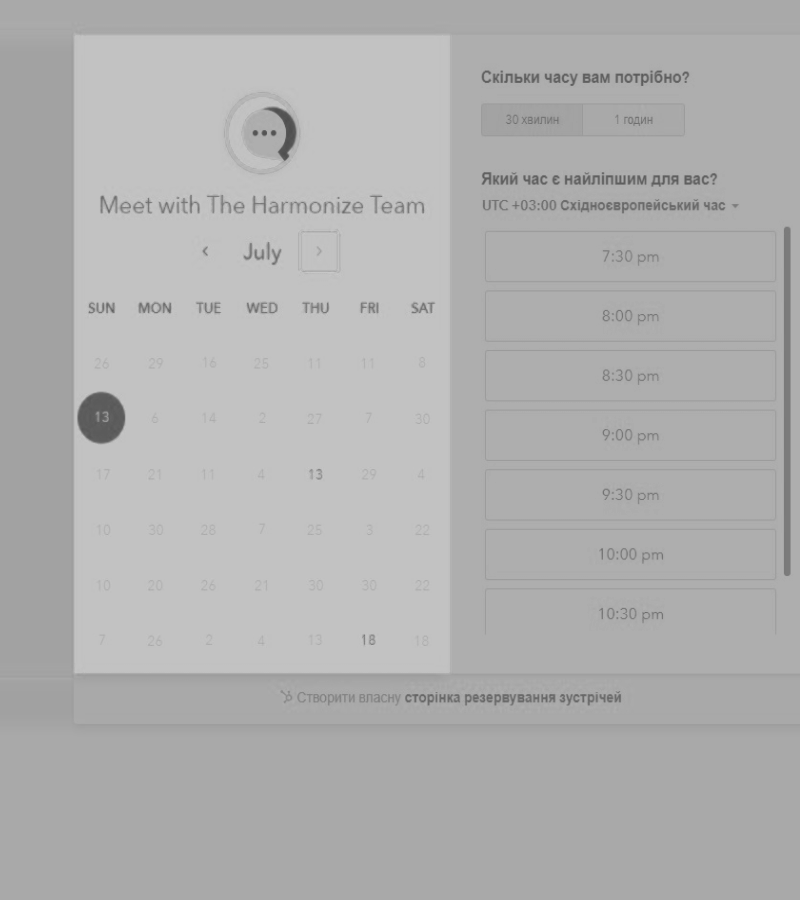 Meet with The Harmonize Team
July
SUN MON TUE WED THU FRI SAT
26 29 16 25 11 11 8
13 6 14 2 27 7 30
17 21 11 4 13 29 4
10 30 28 7 25 3 22
10 20 26 21 30 30 22
7 26 2 4 13 18 18
Скільки часу вам потрібно?
30 хвилин 1 годин
Який час є найліпшим для вас?
UTC +03:00 Східноєвропейський час
7:30 pm
8:00 pm
8:30 pm
9:00 pm
9:30 pm
10:00 pm
10:30 pm
Створити власну сторінка резервування зустрічей